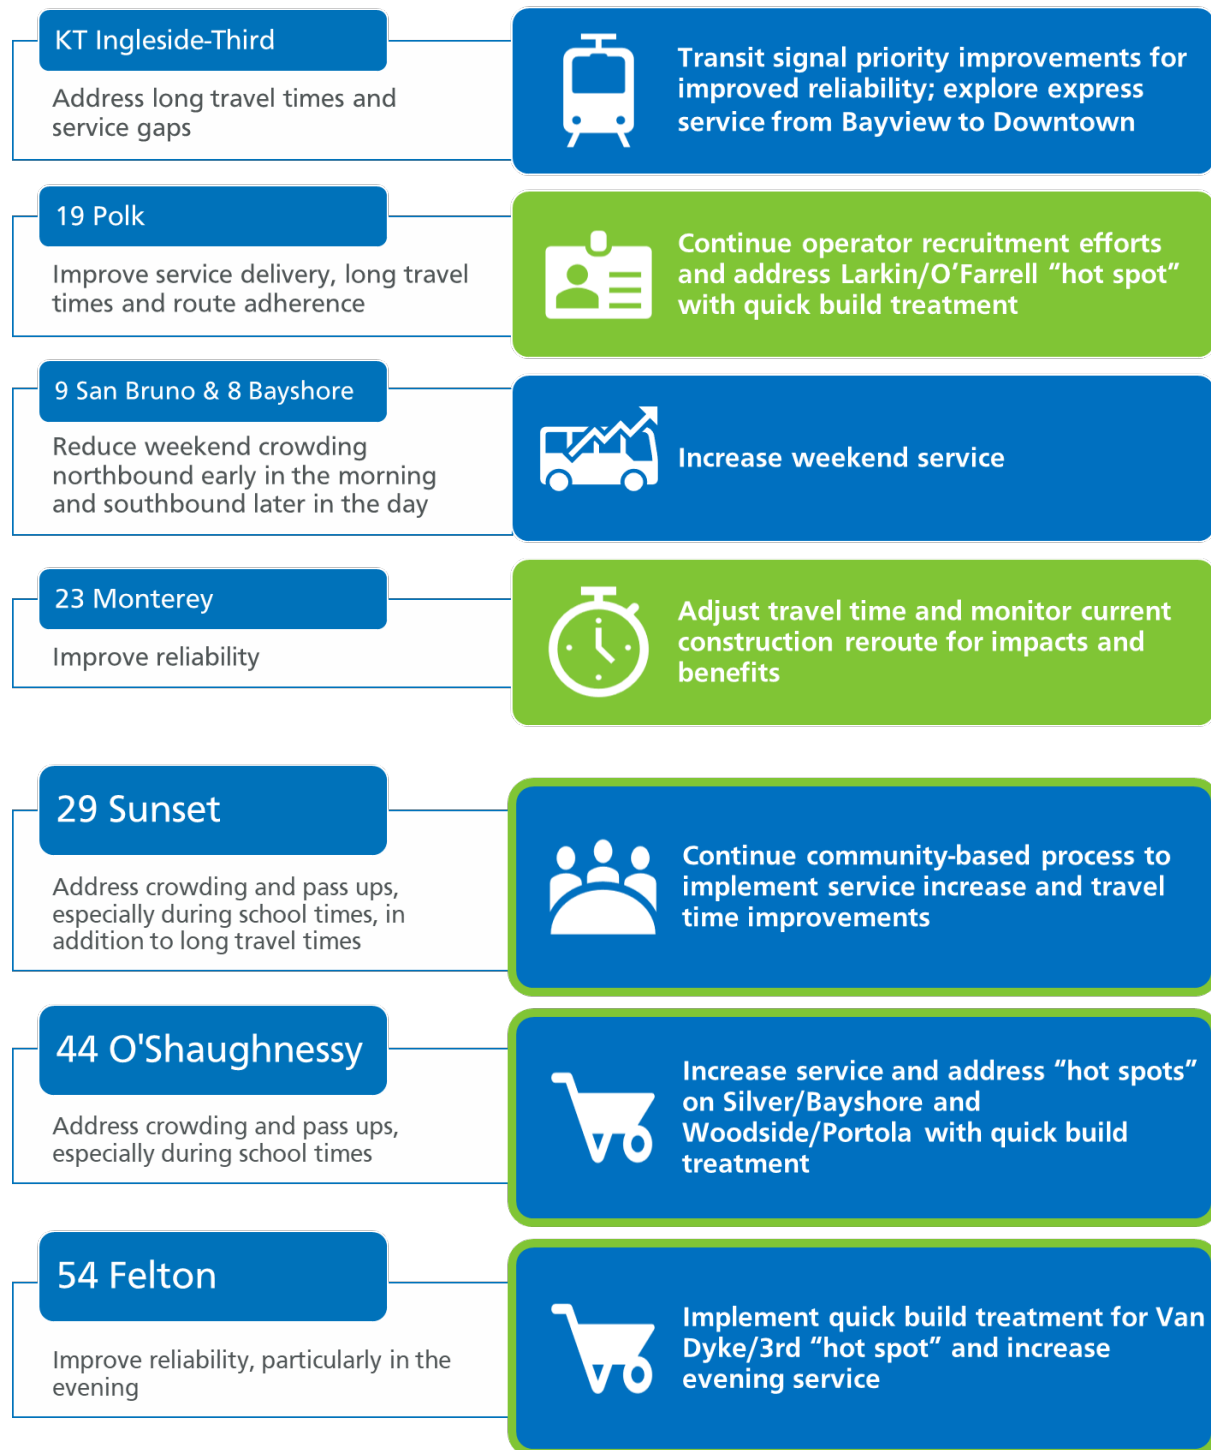 KT Ingleside-Third
Address long travel times and
service gaps
Transit signal priority improvements for
improved reliability; explore express
service from Bayview to Downtown
19 Polk
Improve service delivery, long travel
times and route adherence
Continue operator recruitment efforts
and address Larkin/O’Farrell “hot spot”
with quick build treatment
9 San Bruno & 8 Bayshore
Reduce weekend crowding
northbound early in the morning
and southbound later in the day
Increase weekend service
23 Monterey
Improve reliability
Adjust travel time and monitor current
construction reroute for impacts and
benefits
29 Sunset
Address crowding and pass ups,
especially during school times, in
addition to long travel times
Continue community-based process to
implement service increase and travel
time improvements
44 O'Shaughnessy
Address crowding and pass ups,
especially during school times
Increase service and address “hot spots”
on Silver/Bayshore and
Woodside/Portola with quick build
treatment
54 Felton
Improve reliability, particularly in the
evening
Implement quick build treatment for Van
Dyke/3rd “hot spot” and increase
evening service